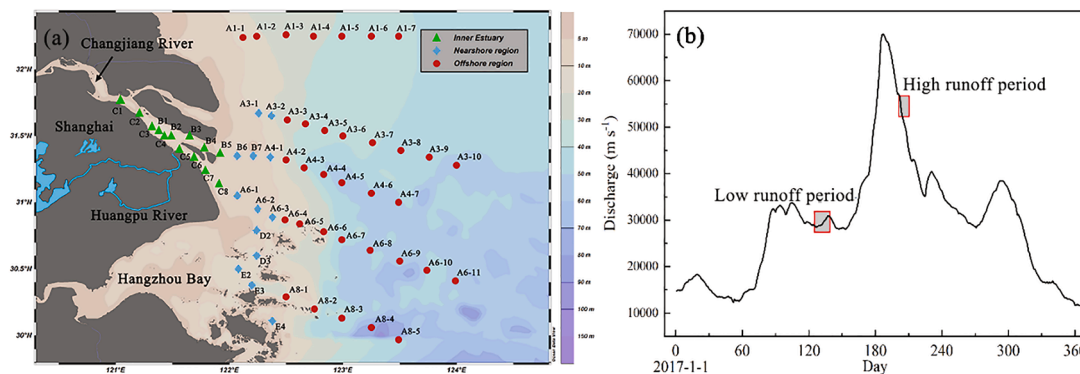 (a)
Changjiang River
Shanghai
Huangpu River
Hangzhou Bay
Inner Estuary
Nearshore region
Offshore region
A1-1 A1-2 A1-3 A1-4 A1-5 A1-6 A1-7
A3-1 A3-2 A3-3 A3-4 A3-5 A3-6 A3-7 A3-8 A3-9 A3-10
C1 C2 C3 C4 C5 C6 C7 C8
B1 B2 B3 B4 B5 B6 B7
A4-1 A4-2 A4-3 A4-4 A4-5 A4-6 A4-7
A6-1 A6-2 A6-3 A6-4 A6-5 A6-6 A6-7 A6-8 A6-9 A6-10 A6-11
D2 D3
E2 E3 E4
A8-1 A8-2 A8-3 A8-4 A8-5
32°N
31.5°N
31°N
30.5°N
30°N
121°E 122°E 123°E 124°E
5 m
10 m
20 m
30 m
40 m
50 m
60 m
70 m
80 m
90 m
100 m
150 m
Ocean Data View
(b)
High runoff period
Low runoff period
Discharge (m s⁻¹)
70000
60000
50000
40000
30000
20000
10000
0 60 120 180 240 300 360
2017-1-1
Day